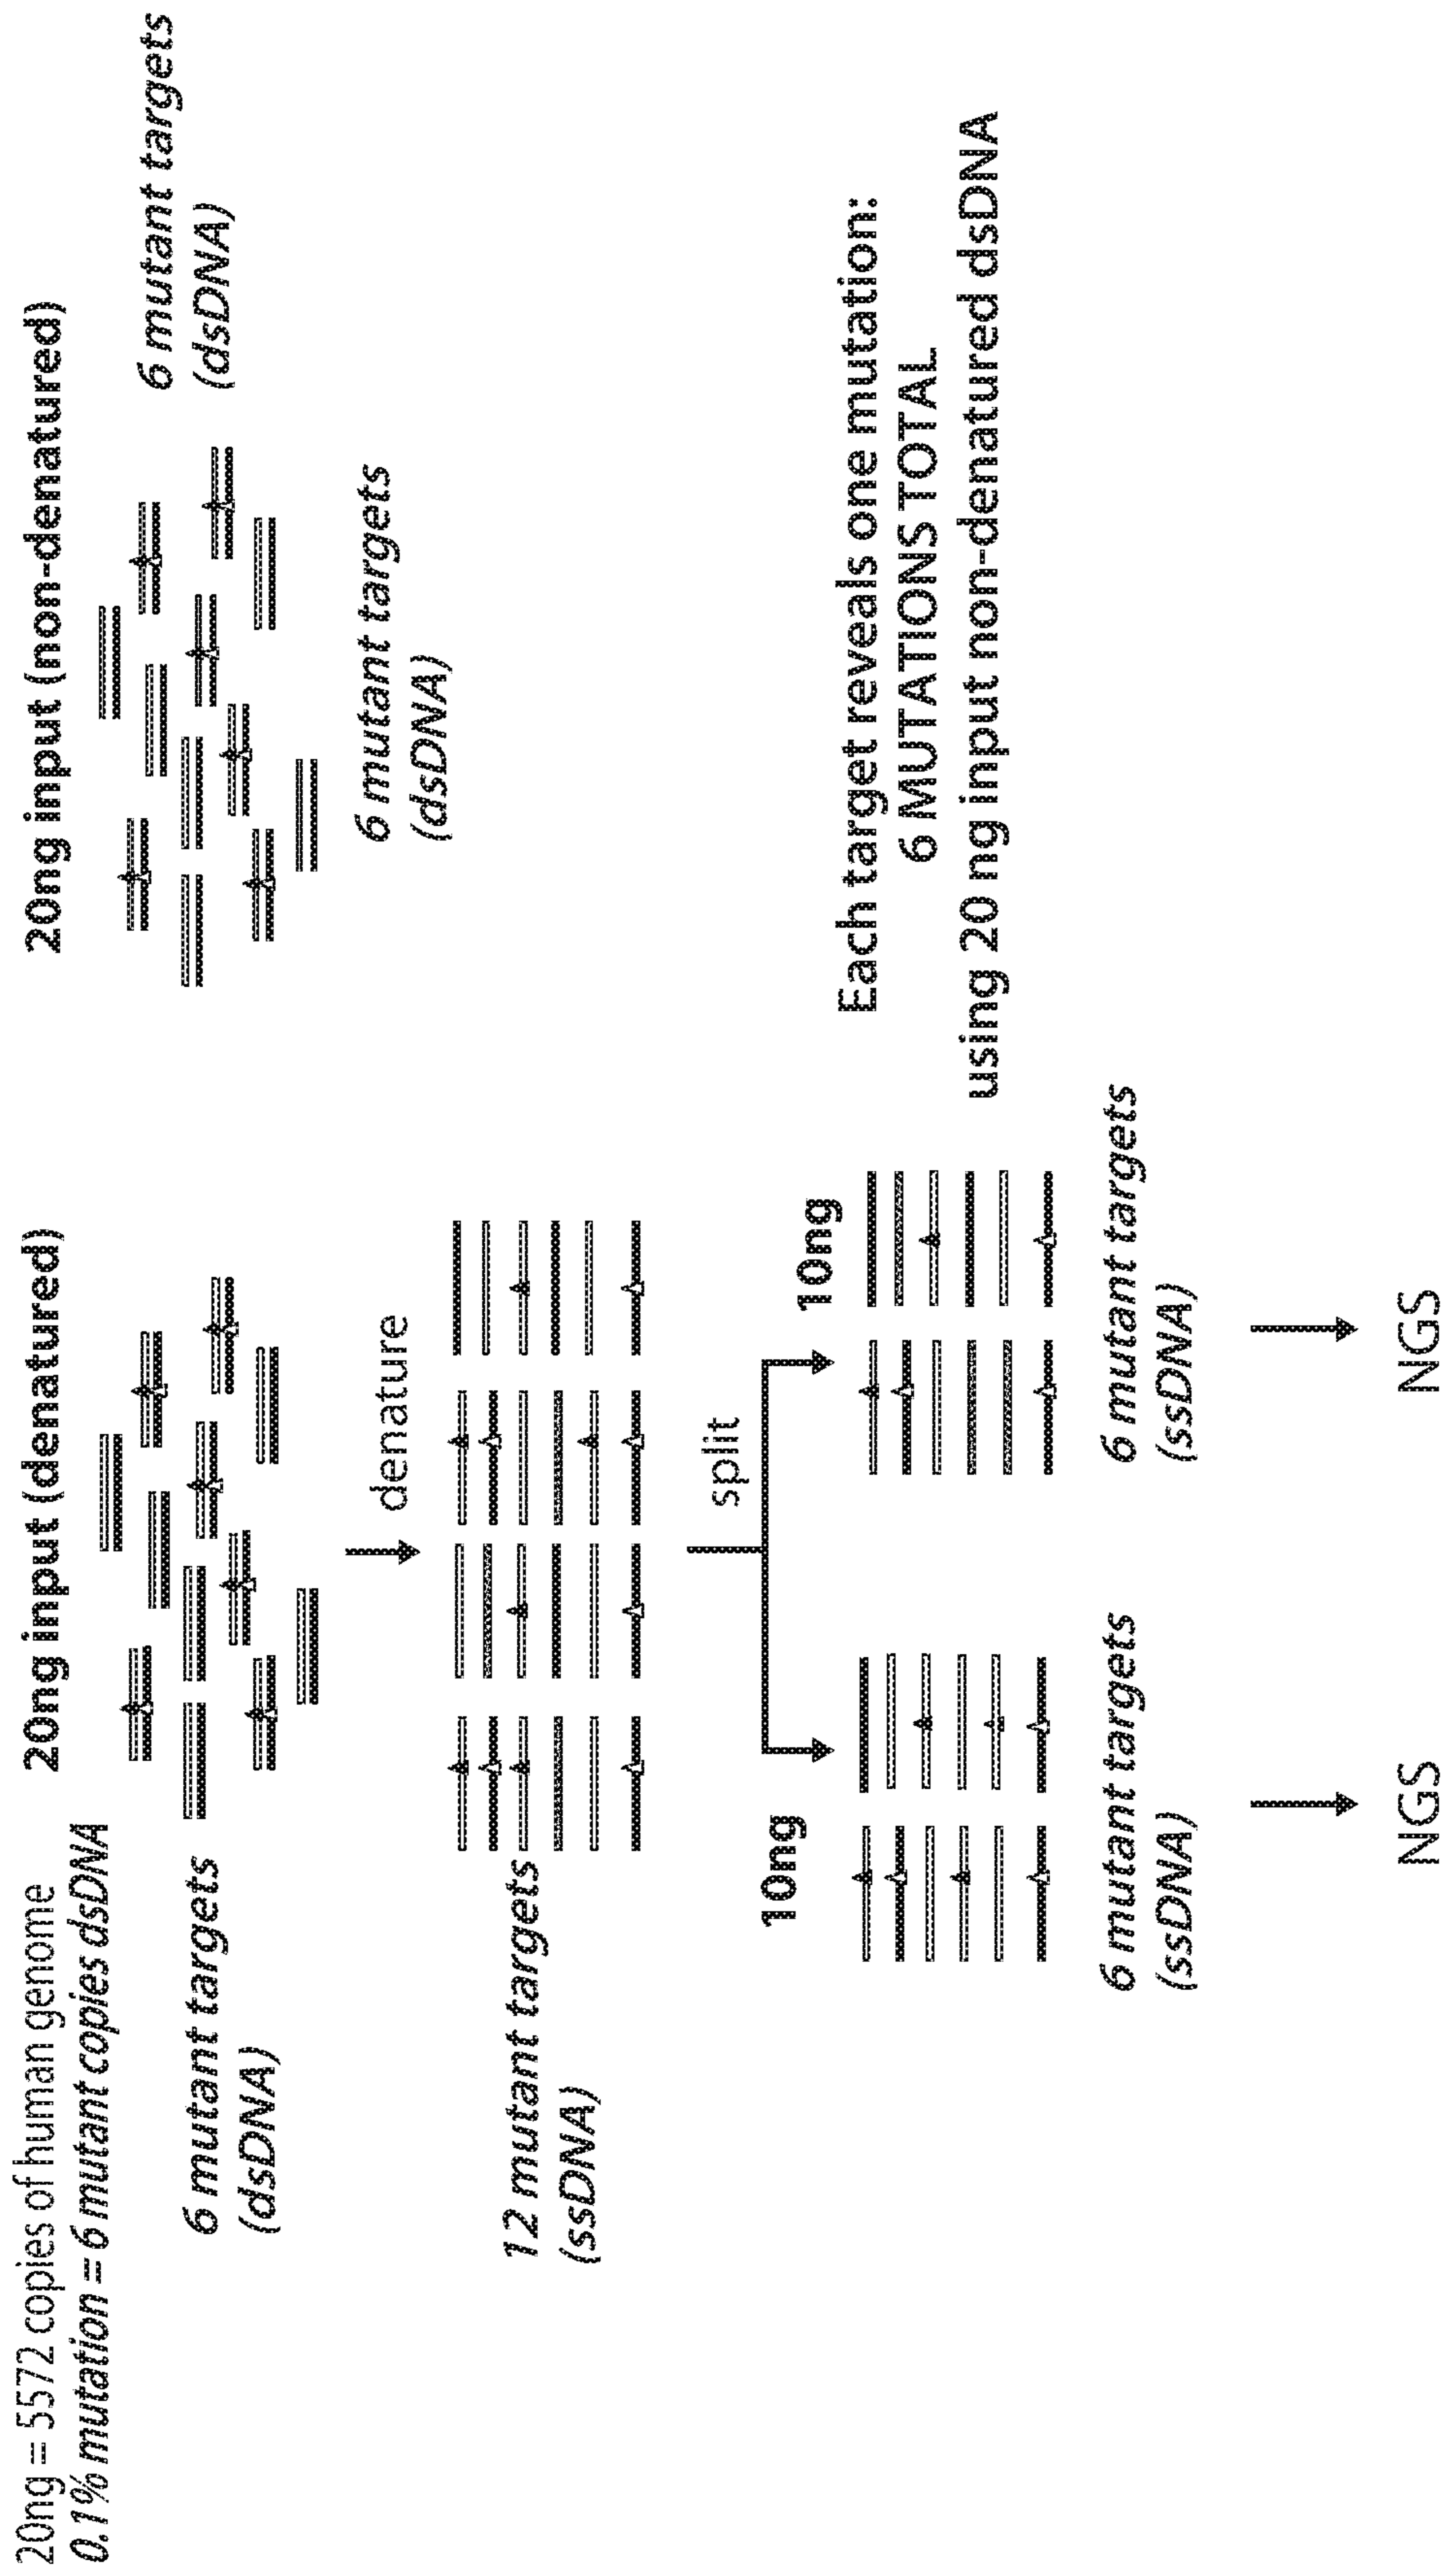 20ng = 5572 copies of human genome
0.1% mutation = 6 mutant copies dsDNA
20ng input (denatured)
6 mutant targets
(dsDNA)
denature
12 mutant targets
(ssDNA)
split
10ng
10ng
6 mutant targets
(ssDNA)
6 mutant targets
(ssDNA)
NGS
NGS
20ng input (non-denatured)
6 mutant targets
(dsDNA)
6 mutant targets
(dsDNA)
Each target reveals one mutation:
6 MUTATIONS TOTAL
using 20 ng input non-denatured dsDNA